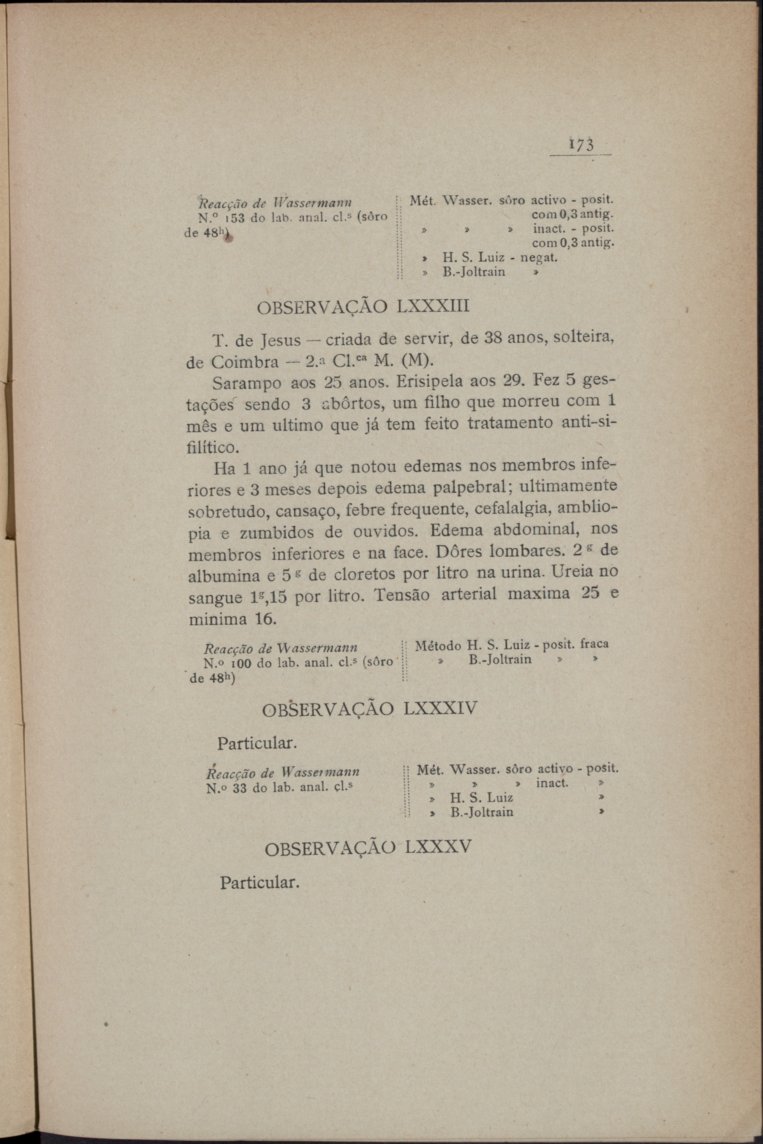 173
Reacção de Wassermann
N.º 153 do lab. anal. cl.s (sôro
de 48h)
Mét. Wasser. sôro activo - posit.
com 0,3 antig.
» » » inact. - posit.
com 0,3 antig.
» H. S. Luiz - negat.
» B.-Joltrain »
OBSERVAÇÃO LXXXIII
T. de Jesus — criada de servir, de 38 anos, solteira,
de Coimbra — 2.a Cl.ca M. (M).
Sarampo aos 25 anos. Erisipela aos 29. Fez 5 ges-
tações sendo 3 abôrtos, um filho que morreu com 1
mês e um ultimo que já tem feito tratamento anti-si-
filítico.
Ha 1 ano já que notou edemas nos membros infe-
riores e 3 meses depois edema palpebral; ultimamente
sobretudo, cansaço, febre frequente, cefalalgia, amblio-
pia e zumbidos de ouvidos. Edema abdominal, nos
membros inferiores e na face. Dôres lombares. 2 g de
albumina e 5 g de cloretos por litro na urina. Ureia no
sangue 1g,15 por litro. Tensão arterial maxima 25 e
minima 16.
Reacção de Wassermann
N.º 100 do lab. anal. cl.s (sôro
de 48h)
Método H. S. Luiz - posit. fraca
» B.-Joltrain » »
OBSERVAÇÃO LXXXIV
Particular.
Reacção de Wassermann
N.º 33 do lab. anal. cl.s
Mét. Wasser. sôro activo - posit.
» » » inact. »
» H. S. Luiz »
» B.-Joltrain »
OBSERVAÇÃO LXXXV
Particular.